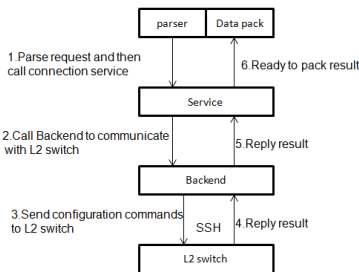 parser Data pack
1.Parse request and then
call connection service
6.Ready to pack result
Service
2.Call Backend to communicate
with L2 switch
5.Reply result
Backend
3.Send configuration commands
to L2 switch
SSH
4.Reply result
L2 switch